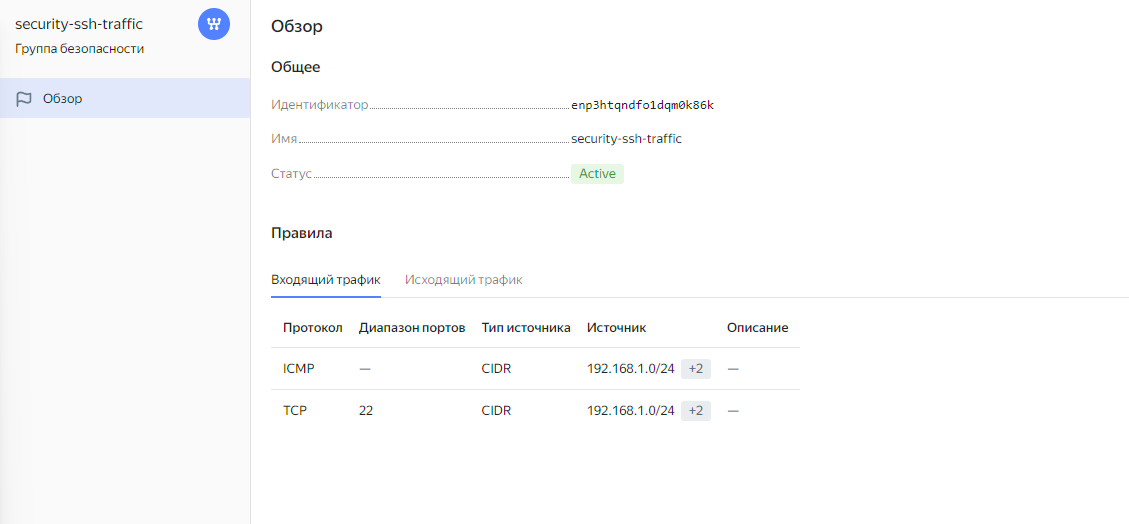 security-ssh-traffic
Группа безопасности
Обзор
Обзор
Общее
Идентификатор enp3htqndfo1dqm0k86k
Имя security-ssh-traffic
Статус Active
Правила
Входящий трафик Исходящий трафик
Протокол Диапазон портов Тип источника Источник Описание
ICMP — CIDR 192.168.1.0/24 +2 —
TCP 22 CIDR 192.168.1.0/24 +2 —